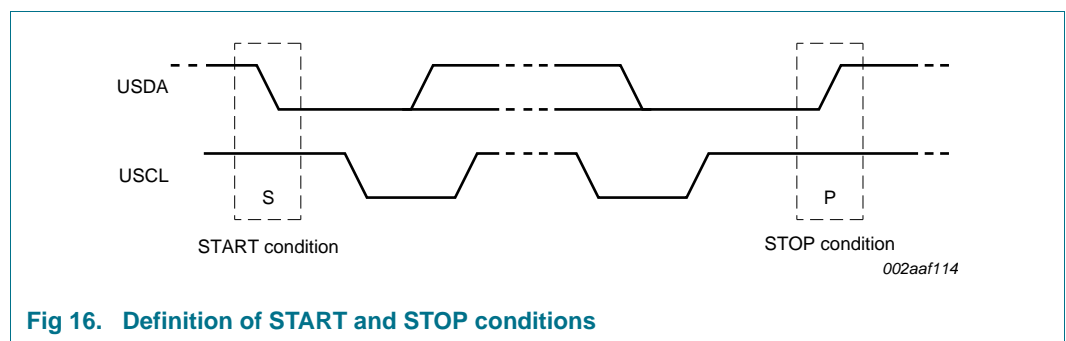 USDA
USCL
S
P
START condition
STOP condition
002aaf114
Fig 16. Definition of START and STOP conditions